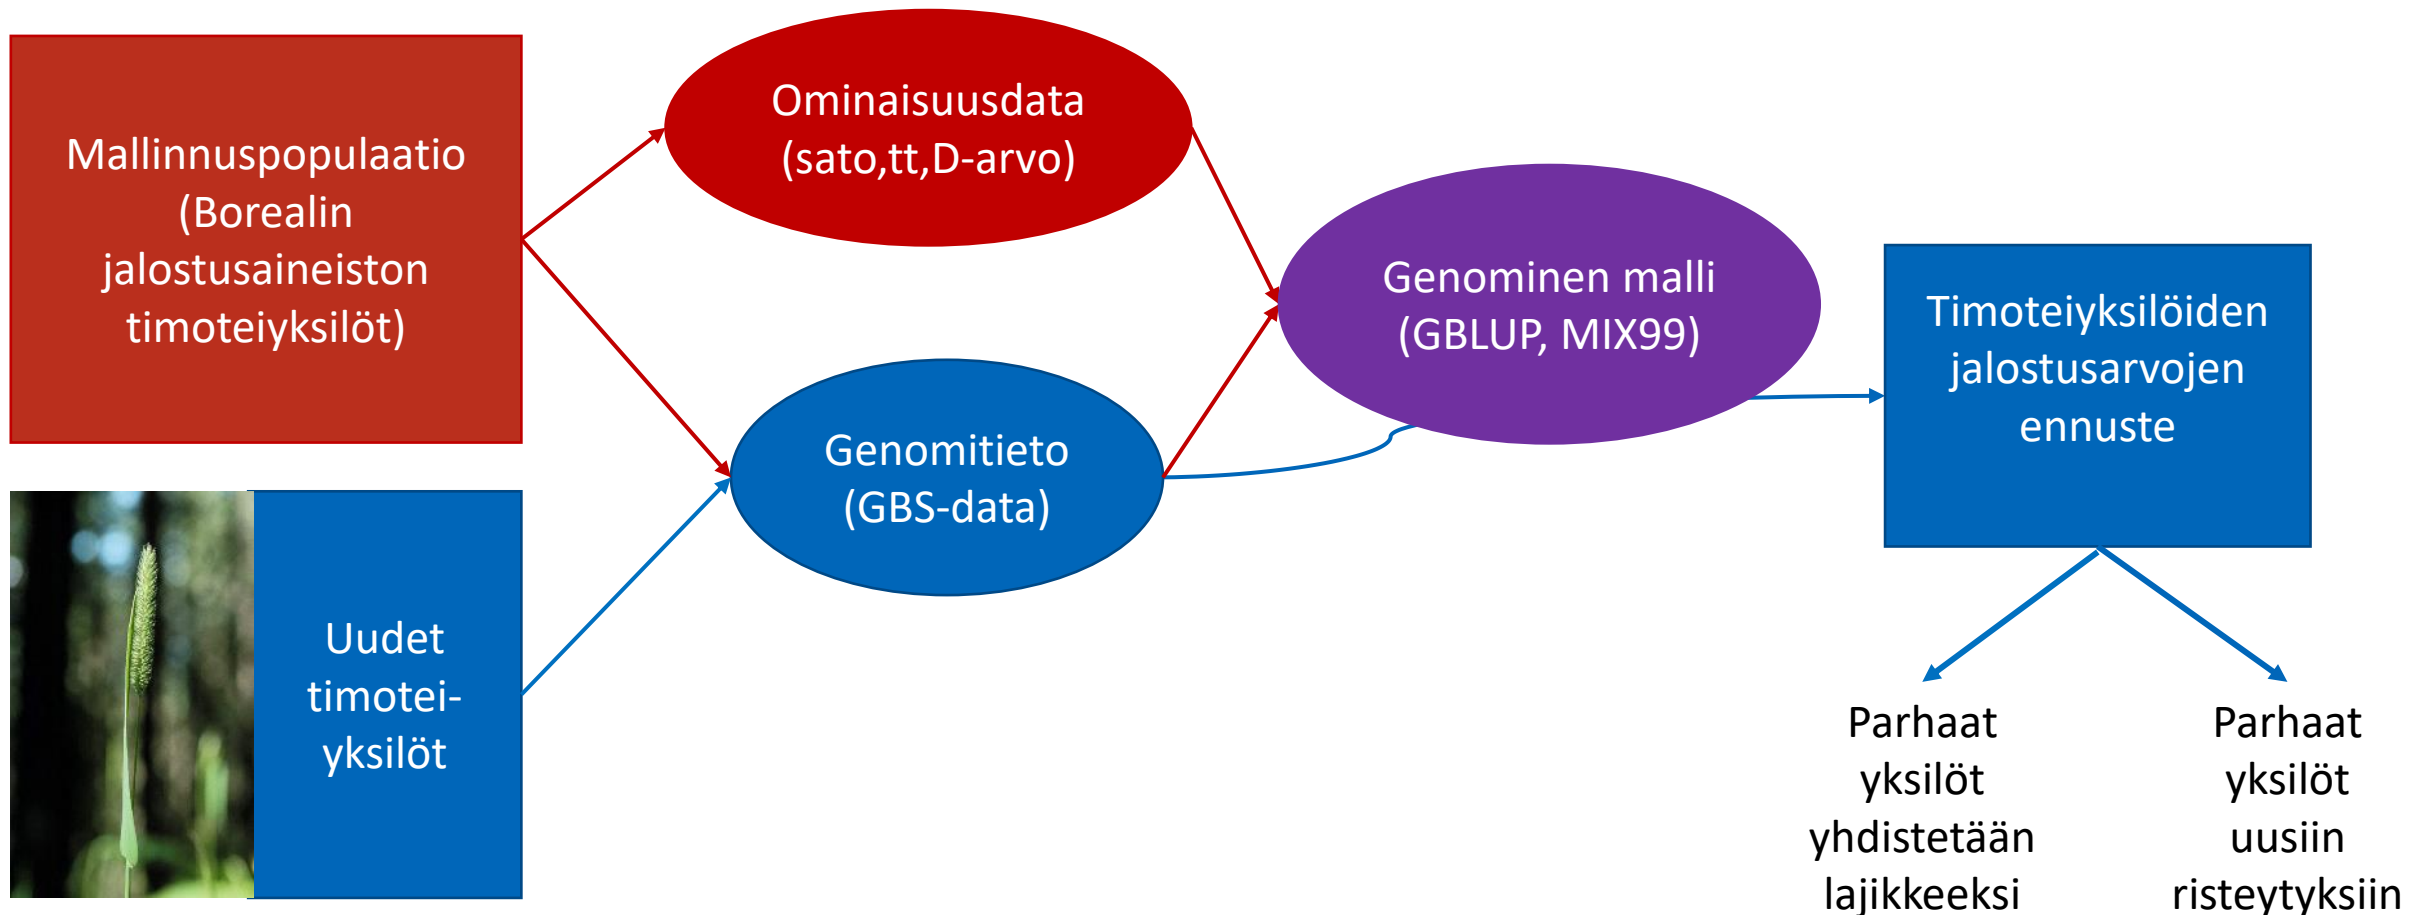 Mallinnuspopulaatio
(Borealin
jalostusaineiston
timoteiyksilöt)
Ominaisuusdata
(sato,tt,D-arvo)
Genominen malli
(GBLUP, MIX99)
Timoteiyksilöiden
jalostusarvojen
ennuste
Genomitieto
(GBS-data)
Uudet
timotei-
yksilöt
Parhaat
yksilöt
yhdistetään
lajikkeeksi
Parhaat
yksilöt
uusiin
risteytyksiin